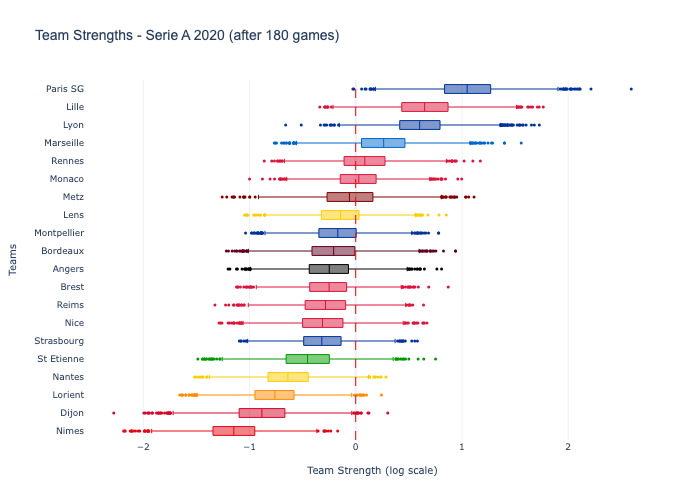 Team Strengths - Serie A 2020 (after 180 games)
Paris SG
Lille
Lyon
Marseille
Rennes
Monaco
Metz
Lens
Montpellier
Bordeaux
Angers
Brest
Reims
Nice
Strasbourg
St Etienne
Nantes
Lorient
Dijon
Nimes
Teams
−2 −1 0 1 2
Team Strength (log scale)